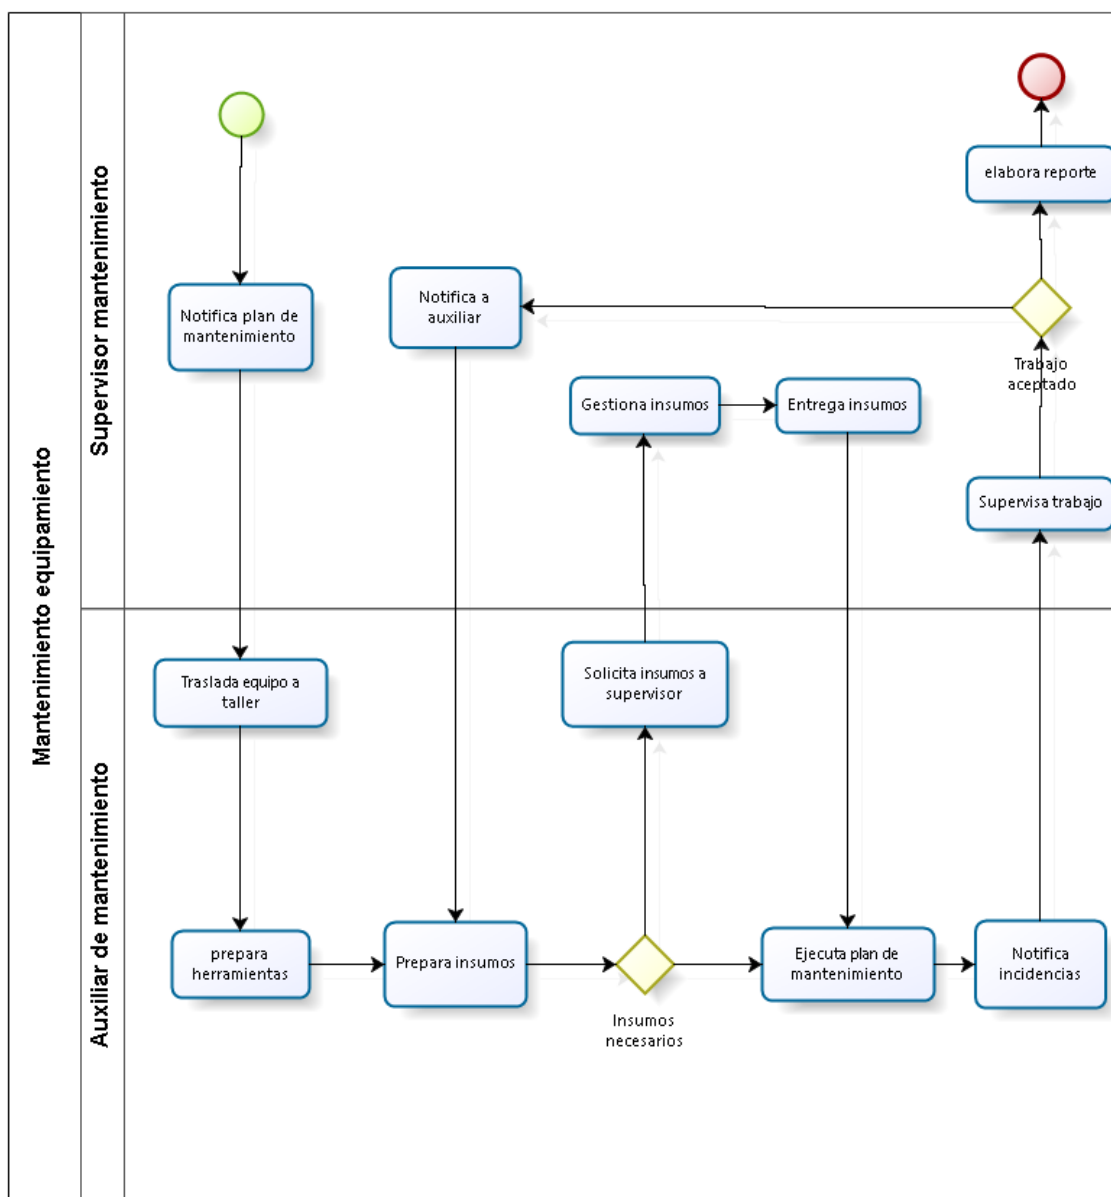 Mantenimiento equipamiento
Supervisor mantenimiento
Auxiliar de mantenimiento
elabora reporte
Notifica plan de
mantenimiento
Notifica a
auxiliar
Trabajo
aceptado
Gestiona insumos
Entrega insumos
Supervisa trabajo
Traslada equipo a
taller
Solicita insumos a
supervisor
prepara
herramientas
Prepara insumos
Insumos
necesarios
Ejecuta plan de
mantenimiento
Notifica
incidencias